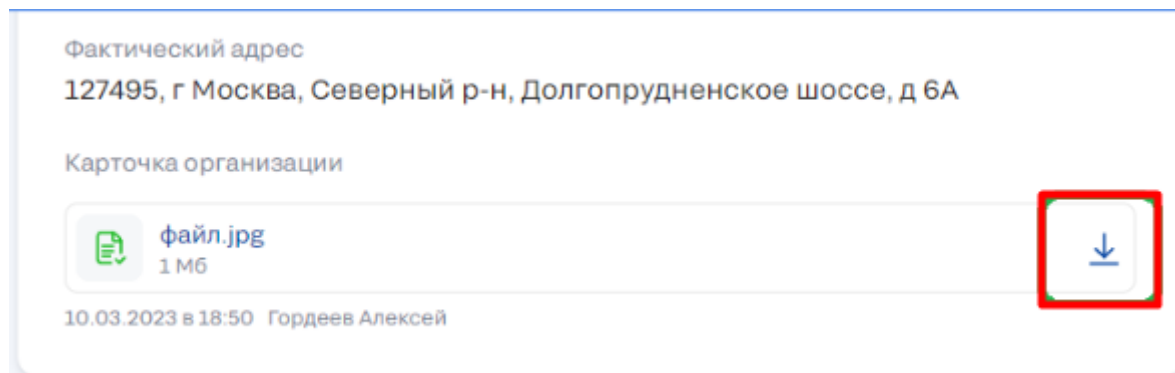 Фактический адрес
127495, г Москва, Северный р-н, Долгопрудненское шоссе, д 6А
Карточка организации
файл.jpg
1 Мб
10.03.2023 в 18:50 Гордеев Алексей